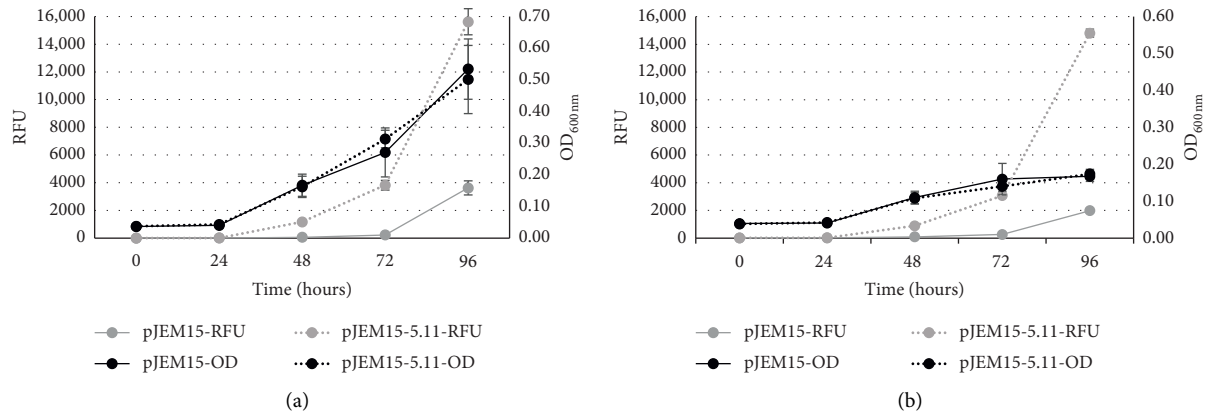 16,000
14,000
12,000
10,000
8000
6000
4000
2000
0
RFU
0.70
0.60
0.50
0.40
0.30
0.20
0.10
0.00
OD600 nm
0 24 48 72 96
Time (hours)
pJEM15-RFU pJEM15-5.11-RFU
pJEM15-OD pJEM15-5.11-OD
(a)
16,000
14,000
12,000
10,000
8000
6000
4000
2000
0
RFU
0.60
0.50
0.40
0.30
0.20
0.10
0.00
OD600 nm
0 24 48 72 96
Time (hours)
pJEM15-RFU pJEM15-5.11-RFU
pJEM15-OD pJEM15-5.11-OD
(b)